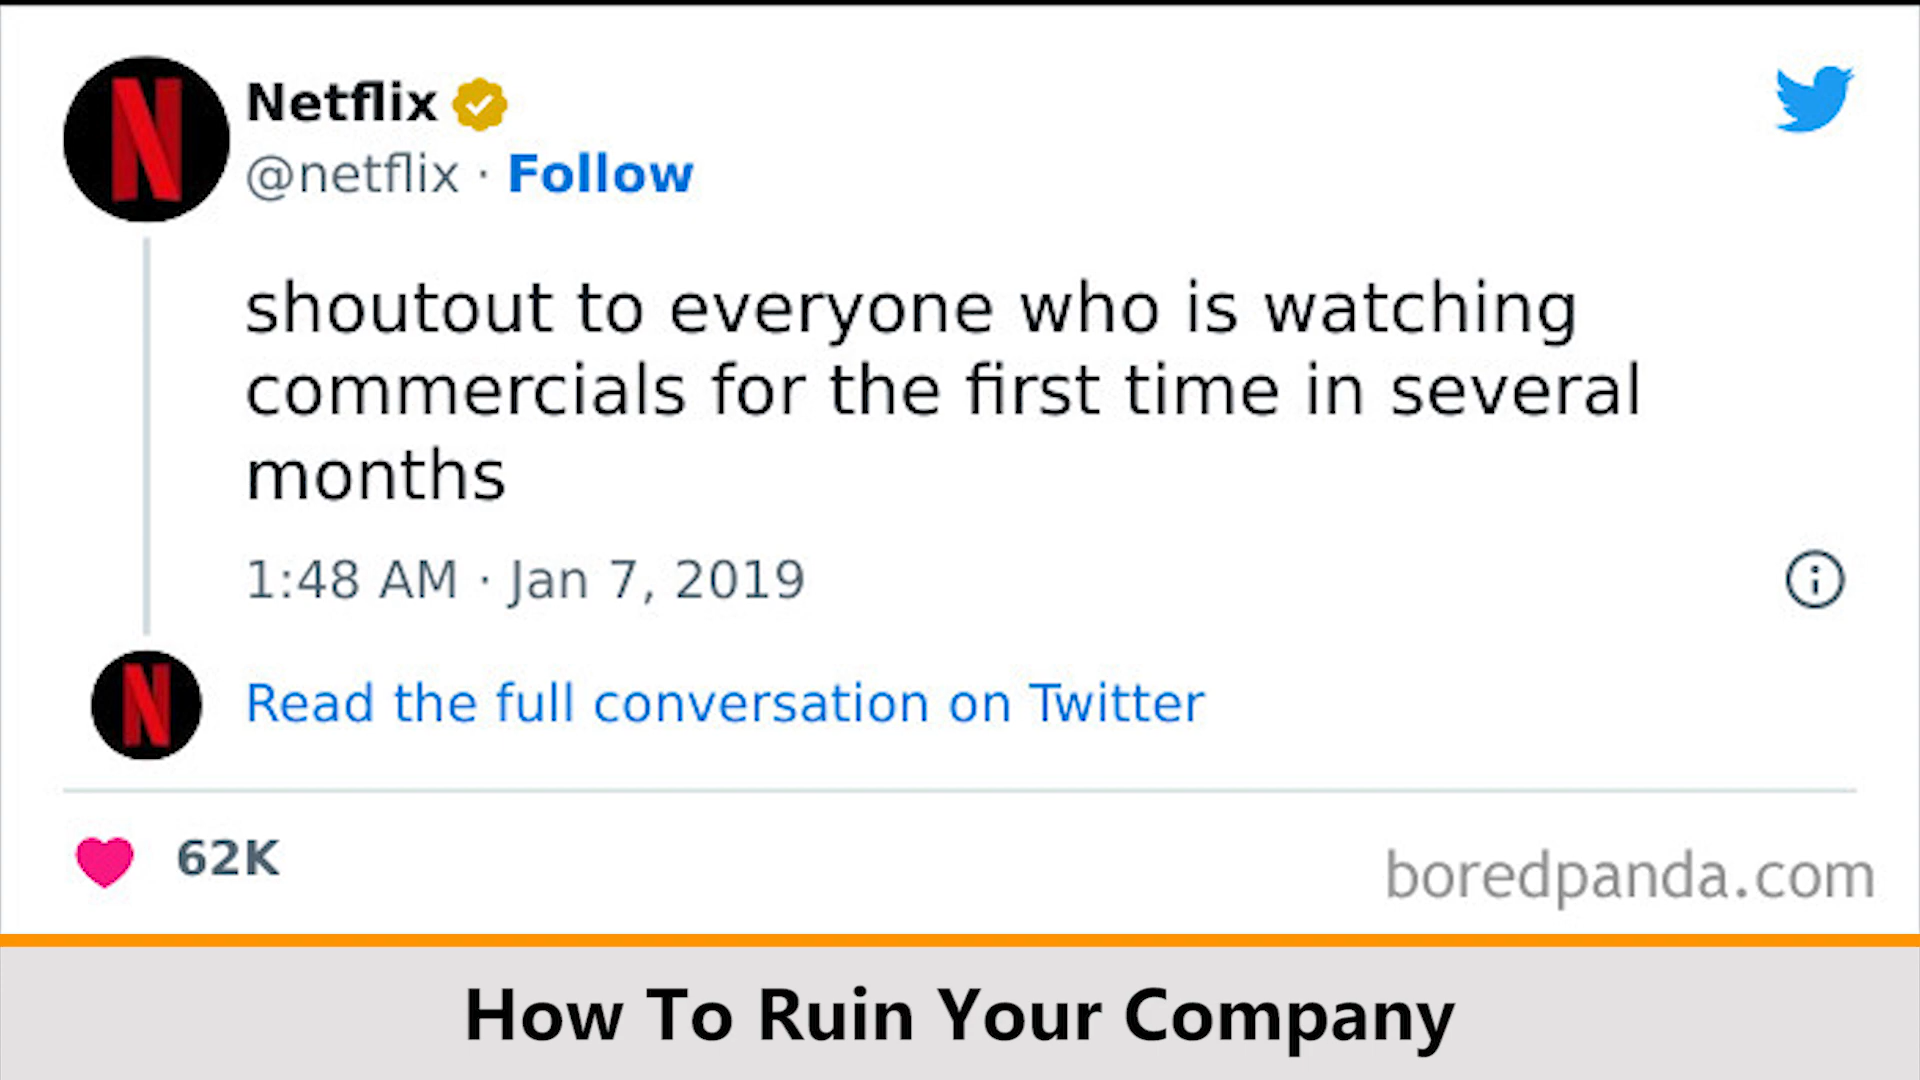 Netflix
@netflix · Follow
shoutout to everyone who is watching
commercials for the first time in several
months
1:48 AM · Jan 7, 2019
Read the full conversation on Twitter
62K
boredpanda.com
How To Ruin Your Company